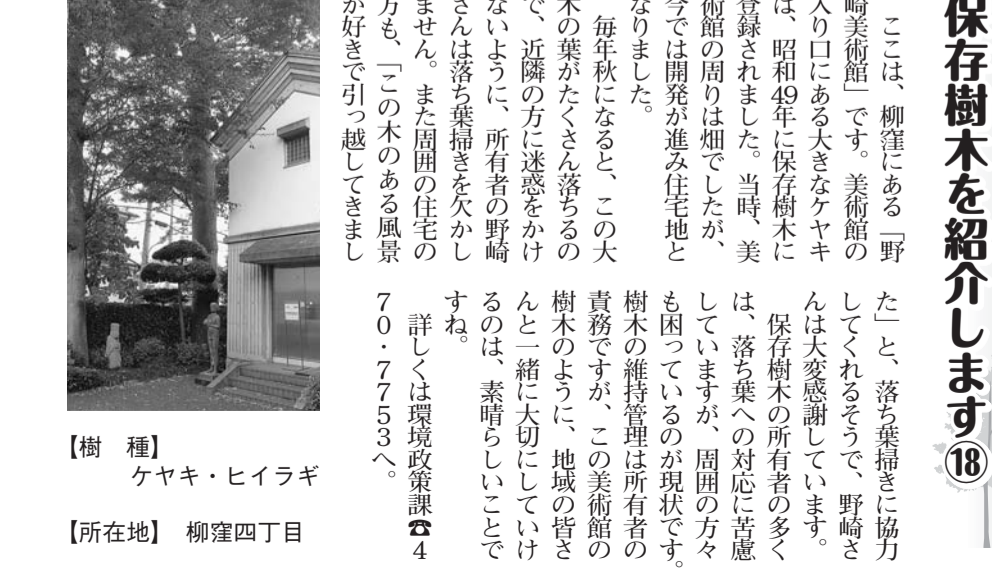 保存樹木を紹介します⑱
ここは、柳窪にある「野
崎美術館」です。美術館の
入り口にある大きなケヤキ
は、昭和49年に保存樹木に
登録されました。当時、美
術館の周りは畑でしたが、
今では開発が進み住宅地と
なりました。
毎年秋になると、この大
木の葉がたくさん落ちるの
で、近隣の方に迷惑をかけ
ないように、所有者の野崎
さんは落ち葉掃きを欠かし
ません。また周囲の住宅の
方も、「この木のある風景
が好きで引っ越してきまし
た」と、落ち葉掃きに協力
してくれるそうで、野崎さ
んは大変感謝しています。
保存樹木の所有者の多く
は、落ち葉への対応に苦慮
していますが、周囲の方々
も困っているのが現状です。
樹木の維持管理は所有者の
責務ですが、この美術館の
樹木のように、地域の皆さ
んと一緒に大切にしていけ
るのは、素晴らしいことで
すね。
詳しくは環境政策課☎4
70・7753へ。
【樹　種】
ケヤキ・ヒイラギ
【所在地】　柳窪四丁目